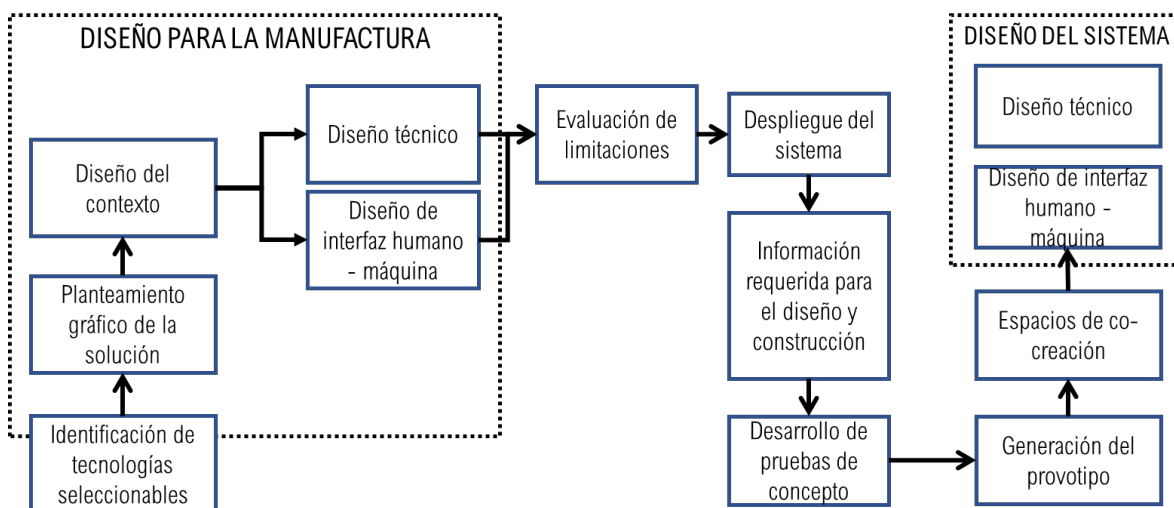 DISEÑO PARA LA MANUFACTURA
Diseño del
contexto
Planteamiento
gráfico de la
solución
Identificación de
tecnologías
seleccionables
Diseño técnico
Diseño de
interfaz humano
- máquina
Evaluación de
limitaciones
Despliegue del
sistema
Información
requerida para
el diseño y
construcción
Desarrollo de
pruebas de
concepto
DISEÑO DEL SISTEMA
Diseño técnico
Diseño de interfaz
humano -
máquina
Espacios de co-
creación
Generación del
provotipo